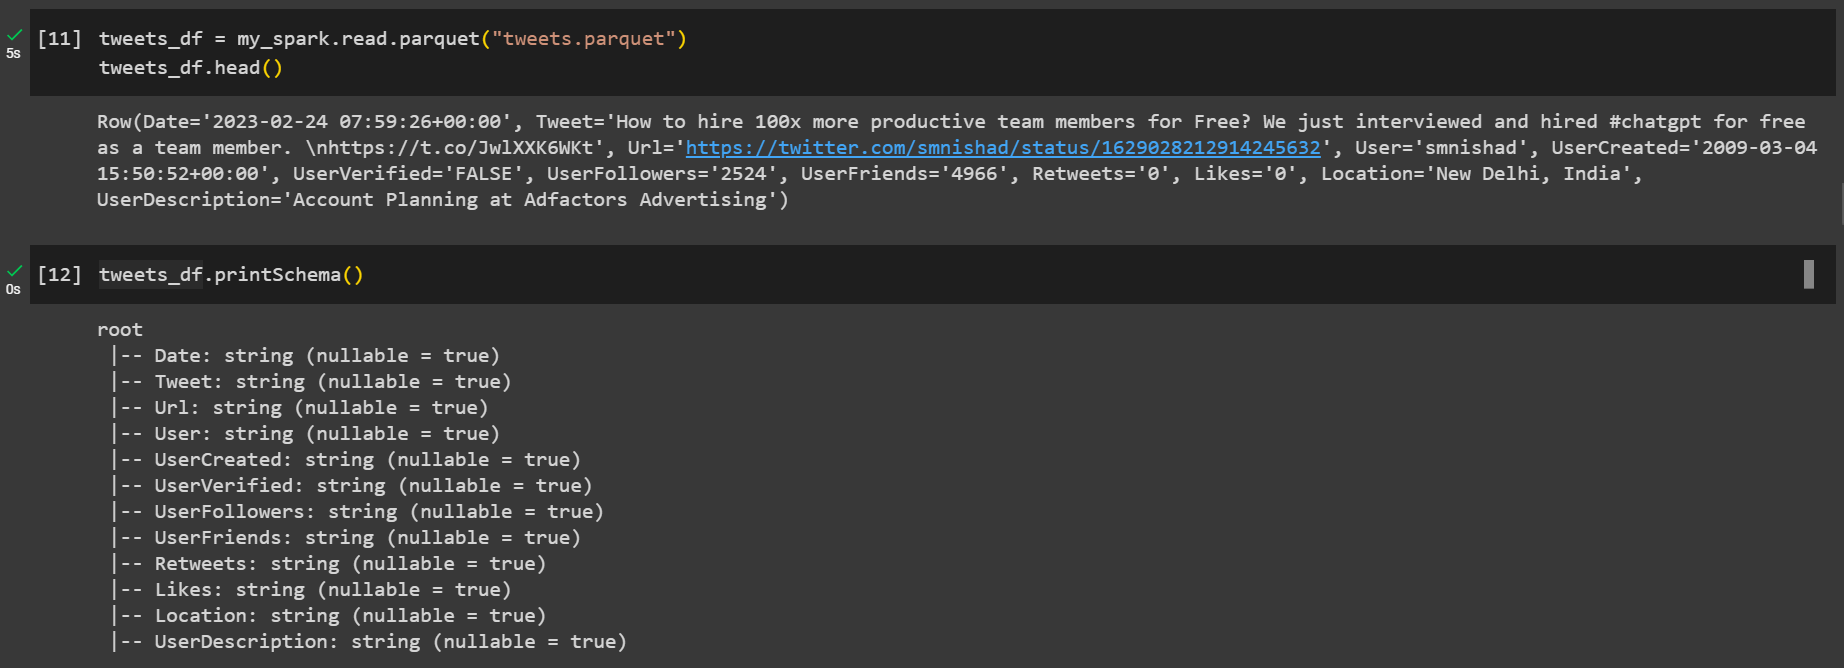 [11] tweets_df = my_spark.read.parquet("tweets.parquet")
5s
tweets_df.head()
Row(Date='2023-02-24 07:59:26+00:00', Tweet='How to hire 100x more productive team members for Free? We just interviewed and hired #chatgpt for free
as a team member. \nhttps://t.co/JwlXXK6WKt', Url='https://twitter.com/smnishad/status/1629028212914245632', User='smnishad', UserCreated='2009-03-04
15:50:52+00:00', UserVerified='FALSE', UserFollowers='2524', UserFriends='4966', Retweets='0', Likes='0', Location='New Delhi, India',
UserDescription='Account Planning at Adfactors Advertising')
[12] tweets_df.printSchema()
0s
root
|-- Date: string (nullable = true)
|-- Tweet: string (nullable = true)
|-- Url: string (nullable = true)
|-- User: string (nullable = true)
|-- UserCreated: string (nullable = true)
|-- UserVerified: string (nullable = true)
|-- UserFollowers: string (nullable = true)
|-- UserFriends: string (nullable = true)
|-- Retweets: string (nullable = true)
|-- Likes: string (nullable = true)
|-- Location: string (nullable = true)
|-- UserDescription: string (nullable = true)